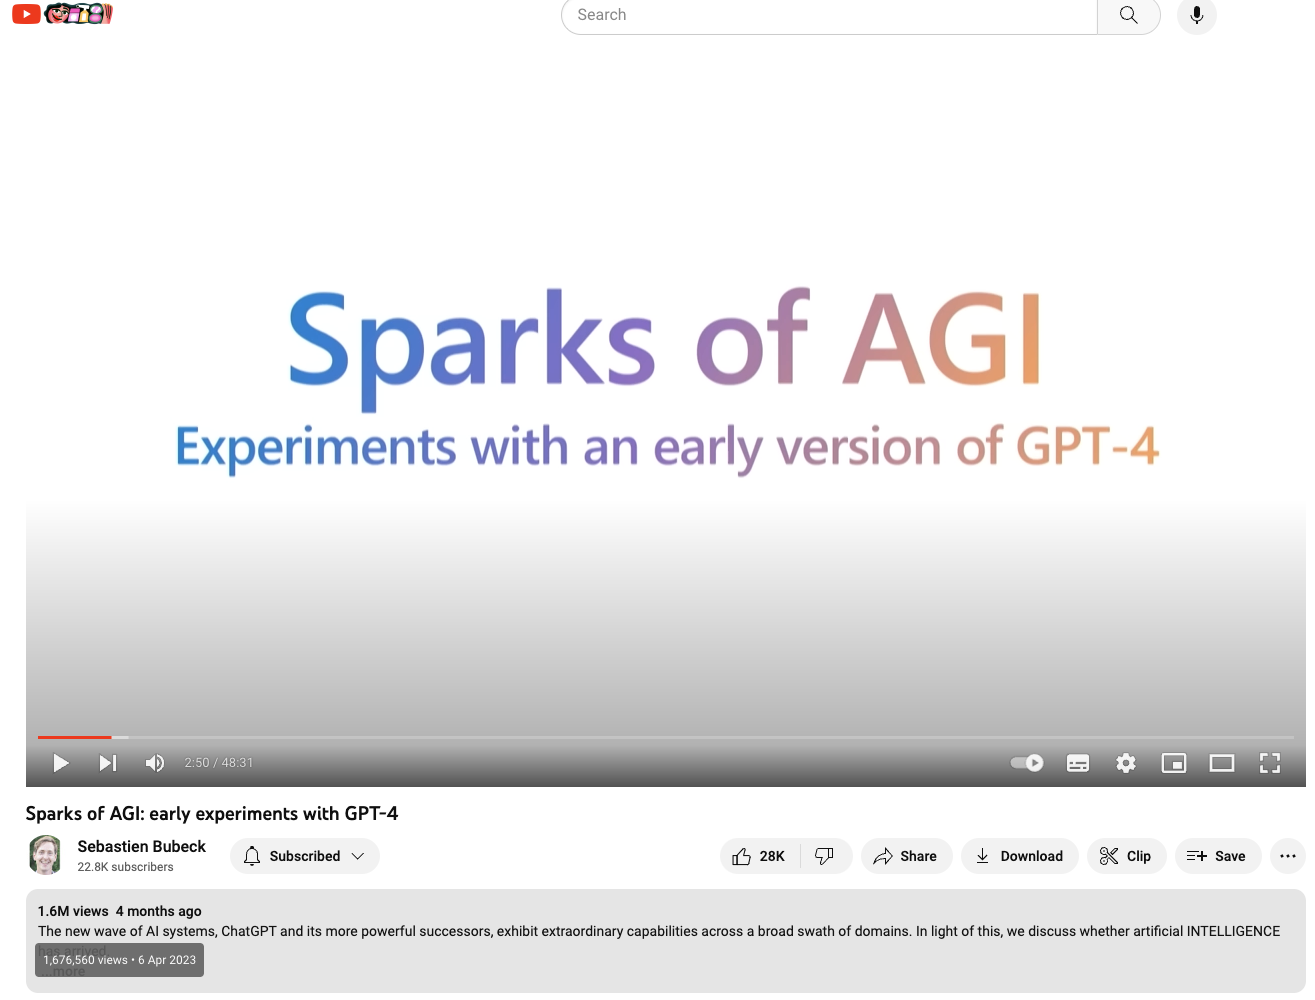 Search
Sparks of AGI
Experiments with an early version of GPT-4
2:50 / 48:31
Sparks of AGI: early experiments with GPT-4
Sebastien Bubeck
22.8K subscribers
Subscribed
28K
Share
Download
Clip
Save
1.6M views 4 months ago
The new wave of AI systems, ChatGPT and its more powerful successors, exhibit extraordinary capabilities across a broad swath of domains. In light of this, we discuss whether artificial INTELLIGENCE
has arrived.
1,676,560 views • 6 Apr 2023
...more